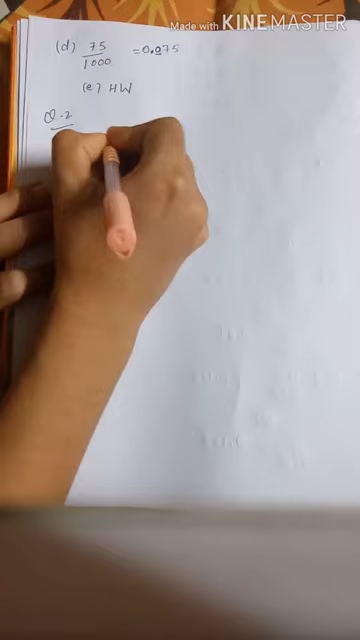 Made with KINEMASTER
(d) 75/1000 = 0.075
(e) HW
Q.2